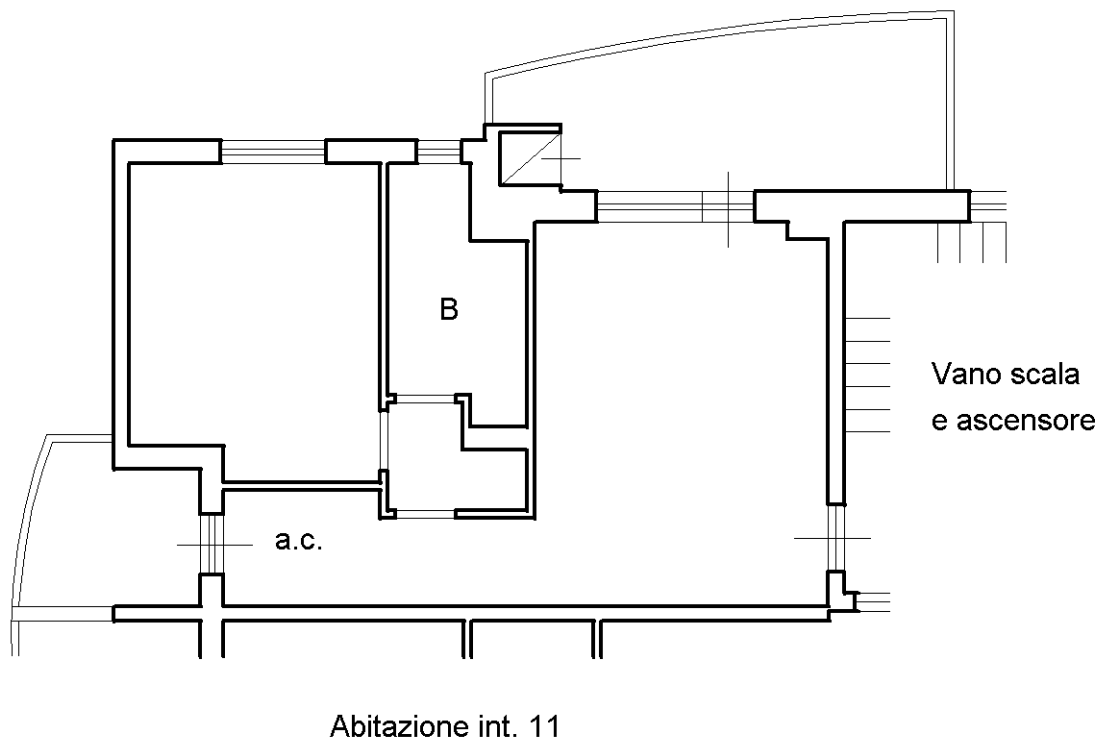 B
Vano scala
e ascensore
a.c.
Abitazione int. 11